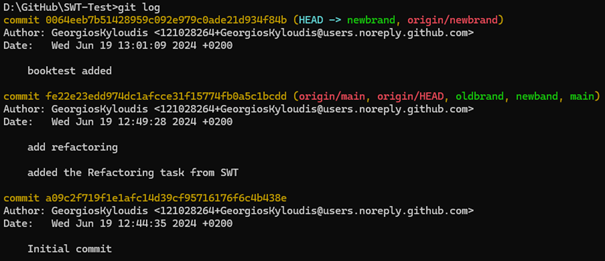 D:\GitHub\SWT-Test>git log
commit 0064eeb7b51428959c092e979c0ade21d934f84b (HEAD -> newbrand, origin/newbrand)
Author: GeorgiosKyloudis <121028264+GeorgiosKyloudis@users.noreply.github.com>
Date:   Wed Jun 19 13:01:09 2024 +0200
booktest added
commit fe22e23edd974dc1afcce31f15774fb0a5c1bcdd (origin/main, origin/HEAD, oldbrand, newband, main)
Author: GeorgiosKyloudis <121028264+GeorgiosKyloudis@users.noreply.github.com>
Date:   Wed Jun 19 12:49:28 2024 +0200
add refactoring
added the Refactoring task from SWT
commit a09c2f719f1e1afc14d39cf95716176f6c4b438e
Author: GeorgiosKyloudis <121028264+GeorgiosKyloudis@users.noreply.github.com>
Date:   Wed Jun 19 12:44:35 2024 +0200
Initial commit